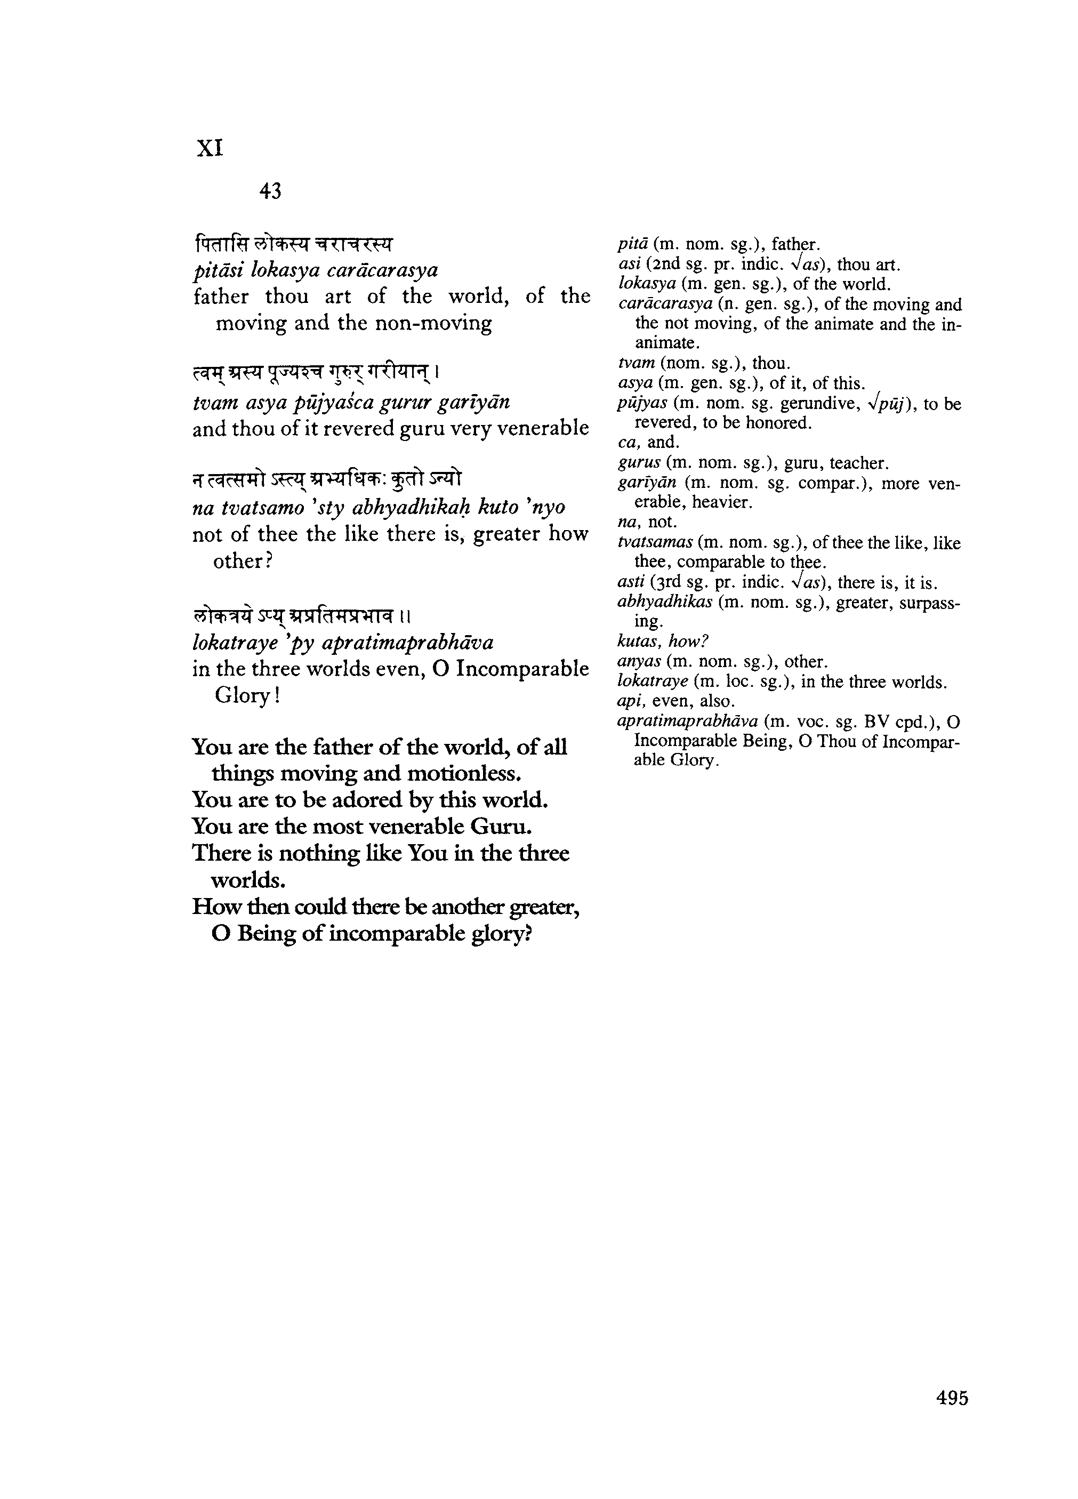 XI
43
पितासि लोकस्य चराचरस्य
pitāsi lokasya carācarasya
father thou art of the world, of the
moving and the non-moving
त्वम् अस्य पूज्यश्च गुरुर् गरीयान् ।
tvam asya pūjyaśca gurur garīyān
and thou of it revered guru very venerable
न त्वत्समो ऽस्त्य् अभ्यधिकः कुतो ऽन्यो
na tvatsamo 'sty abhyadhikaḥ kuto 'nyo
not of thee the like there is, greater how
other?
लोकत्रये ऽप्य् अप्रतिमप्रभाव ।।
lokatraye 'py apratimaprabhāva
in the three worlds even, O Incomparable
Glory!
You are the father of the world, of all
things moving and motionless.
You are to be adored by this world.
You are the most venerable Guru.
There is nothing like You in the three
worlds.
How then could there be another greater,
O Being of incomparable glory?
pitā (m. nom. sg.), father.
asi (2nd sg. pr. indic. √as), thou art.
lokasya (m. gen. sg.), of the world.
carācarasya (n. gen. sg.), of the moving and
the not moving, of the animate and the in-
animate.
tvam (nom. sg.), thou.
asya (m. gen. sg.), of it, of this.
pūjyas (m. nom. sg. gerundive, √pūj), to be
revered, to be honored.
ca, and.
gurus (m. nom. sg.), guru, teacher.
garīyān (m. nom. sg. compar.), more ven-
erable, heavier.
na, not.
tvatsamas (m. nom. sg.), of thee the like, like
thee, comparable to thee.
asti (3rd sg. pr. indic. √as), there is, it is.
abhyadhikas (m. nom. sg.), greater, surpass-
ing.
kutas, how?
anyas (m. nom. sg.), other.
lokatraye (m. loc. sg.), in the three worlds.
api, even, also.
apratimaprabhāva (m. voc. sg. BV cpd.), O
Incomparable Being, O Thou of Incompar-
able Glory.
495